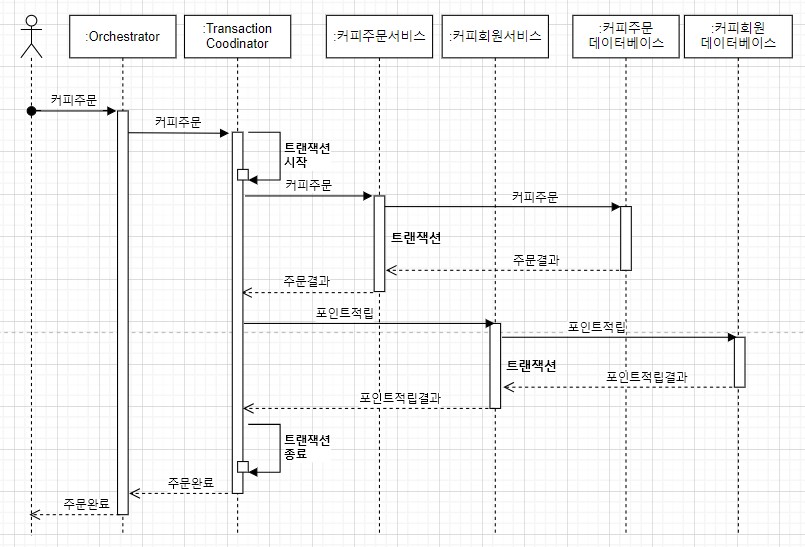 :Orchestrator
:Transaction
Coodinator
:커피주문서비스
:커피회원서비스
:커피주문
데이터베이스
:커피회원
데이터베이스
커피주문
커피주문
트랜잭션
시작
커피주문
커피주문
트랜잭션
주문결과
주문결과
포인트적립
포인트적립
트랜잭션
포인트적립결과
포인트적립결과
트랜잭션
종료
주문완료
주문완료